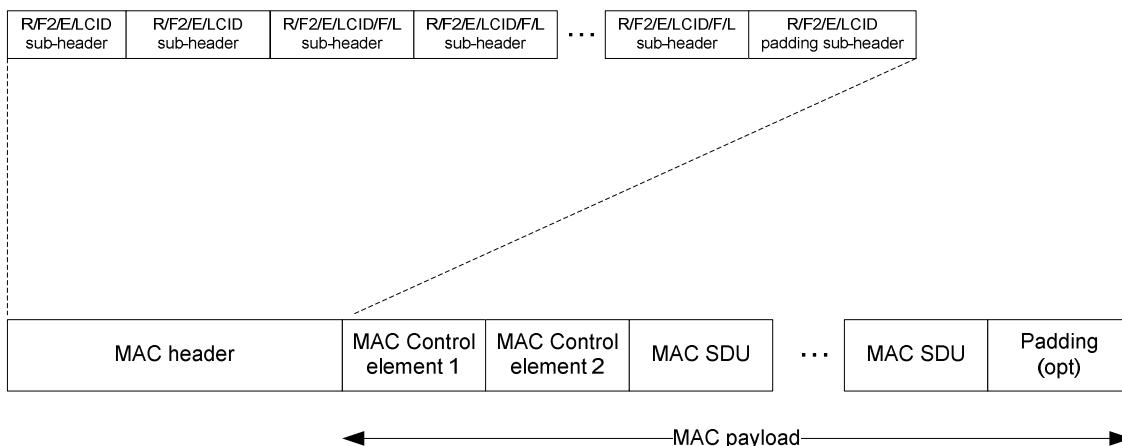 R/F2/E/LCID sub-header
R/F2/E/LCID sub-header
R/F2/E/LCID/F/L sub-header
R/F2/E/LCID/F/L sub-header
...
R/F2/E/LCID/F/L sub-header
R/F2/E/LCID padding sub-header
MAC header
MAC Control element 1
MAC Control element 2
MAC SDU
...
MAC SDU
Padding (opt)
MAC payload